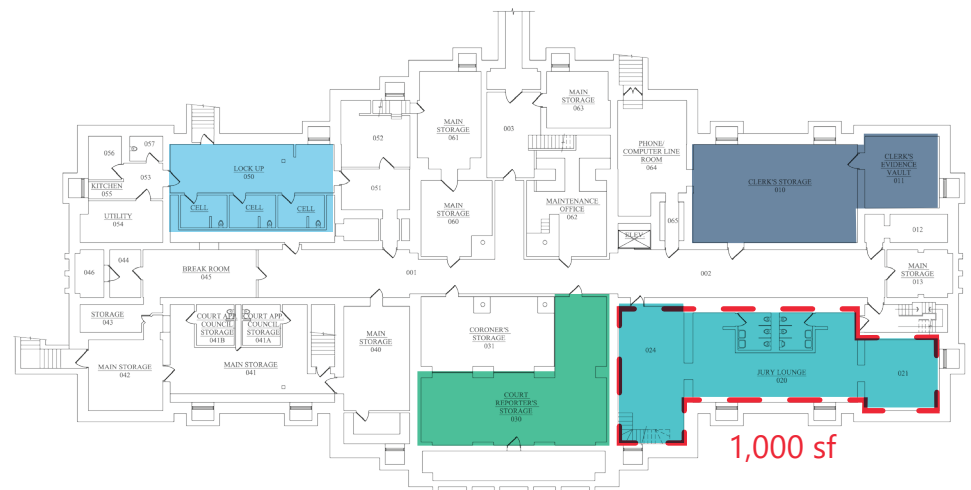 MAIN
STORAGE
063
003
MAIN
STORAGE
061
052
PHONE/
COMPUTER LINE
ROOM
064
056
057
053
KITCHEN
055
LOCK UP
050
CELL
CELL
CELL
UTILITY
054
051
MAIN
STORAGE
060
MAINTENANCE
OFFICE
062
065
ELEV.
CLERK'S STORAGE
010
CLERK'S
EVIDENCE
VAULT
011
012
046
044
BREAK ROOM
045
001
002
MAIN
STORAGE
013
STORAGE
043
COURT APP.
COUNCIL
STORAGE
041B
COURT APP.
COUNCIL
STORAGE
041A
MAIN STORAGE
042
MAIN STORAGE
041
MAIN
STORAGE
040
CORONER'S
STORAGE
031
COURT
REPORTER'S
STORAGE
030
024
JURY LOUNGE
020
021
1,000 sf